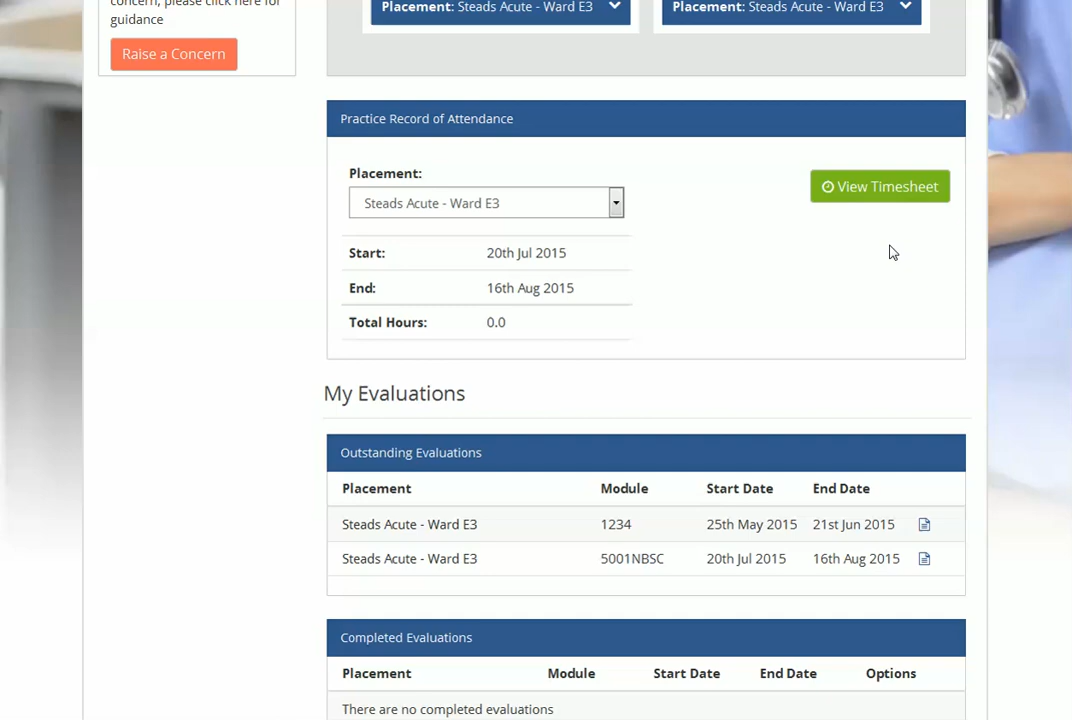 concern, please click here for
guidance
Raise a Concern
Placement: Steads Acute - Ward E3
Placement: Steads Acute - Ward E3
Practice Record of Attendance
Placement:
Steads Acute - Ward E3
View Timesheet
Start: 20th Jul 2015
End: 16th Aug 2015
Total Hours: 0.0
My Evaluations
Outstanding Evaluations
Placement Module Start Date End Date
Steads Acute - Ward E3 1234 25th May 2015 21st Jun 2015
Steads Acute - Ward E3 5001NBSC 20th Jul 2015 16th Aug 2015
Completed Evaluations
Placement Module Start Date End Date Options
There are no completed evaluations